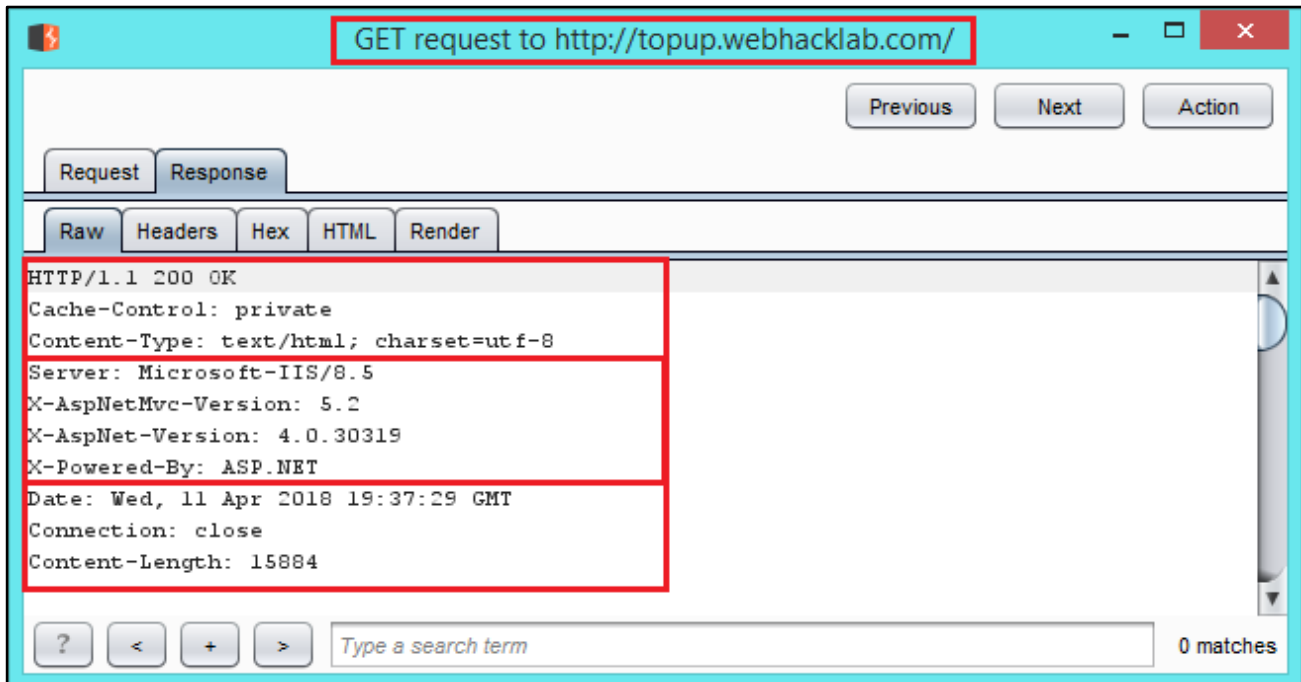 GET request to http://topup.webhacklab.com/
Previous Next Action
Request Response
Raw Headers Hex HTML Render
HTTP/1.1 200 OK
Cache-Control: private
Content-Type: text/html; charset=utf-8
Server: Microsoft-IIS/8.5
X-AspNetMvc-Version: 5.2
X-AspNet-Version: 4.0.30319
X-Powered-By: ASP.NET
Date: Wed, 11 Apr 2018 19:37:29 GMT
Connection: close
Content-Length: 15884
? < + > Type a search term 0 matches